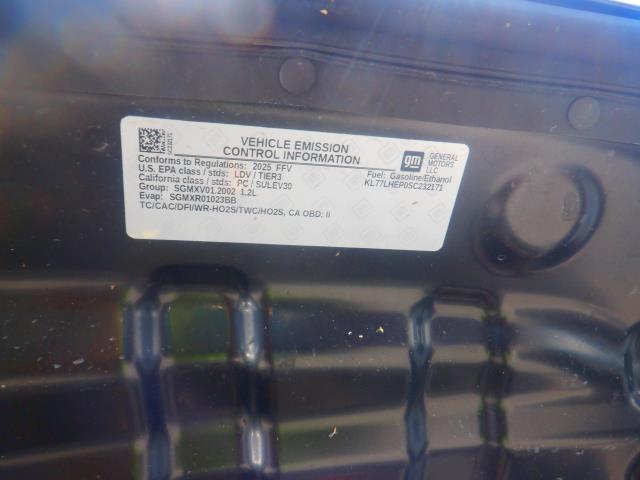 VEHICLE EMISSION
CONTROL INFORMATION
gm
GENERAL
MOTORS
LLC
Conforms to Regulations: 2025 FFV
Fuel: Gasoline/Ethanol
U.S. EPA class / stds: LDV / TIER3
KL77LHEP0SC232171
California class / stds: PC / SULEV30
Group: SGMXV01.2002 1.2L
Evap: SGMXR01023BB
TC/CAC/DFI/WR-HO2S/TWC/HO2S, CA OBD: II